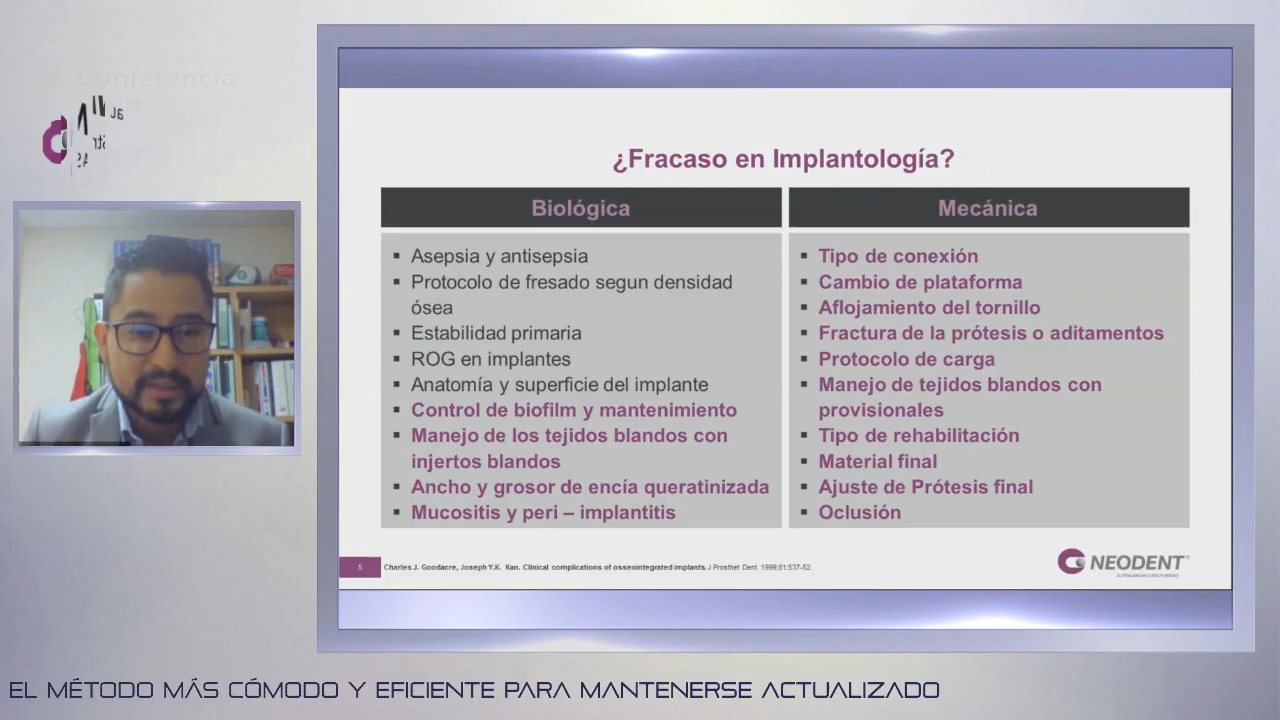 Conferencia
¿Fracaso en Implantología?
Biológica
Asepsia y antisepsia
Protocolo de fresado segun densidad
ósea
Estabilidad primaria
ROG en implantes
Anatomía y superficie del implante
Control de biofilm y mantenimiento
Manejo de los tejidos blandos con
injertos blandos
Ancho y grosor de encía queratinizada
Mucositis y peri – implantitis
Mecánica
Tipo de conexión
Cambio de plataforma
Aflojamiento del tornillo
Fractura de la prótesis o aditamentos
Protocolo de carga
Manejo de tejidos blandos con
provisionales
Tipo de rehabilitación
Material final
Ajuste de Prótesis final
Oclusión
5
Charles J. Goodacre, Joseph Y.K. Kan. Clinical complications of osseointegrated implants. J Prosthet Dent 1999;81:537-52.
NEODENT
A STRAUMANN GROUP BRAND
EL MÉTODO MÁS CÓMODO Y EFICIENTE PARA MANTENERSE ACTUALIZADO